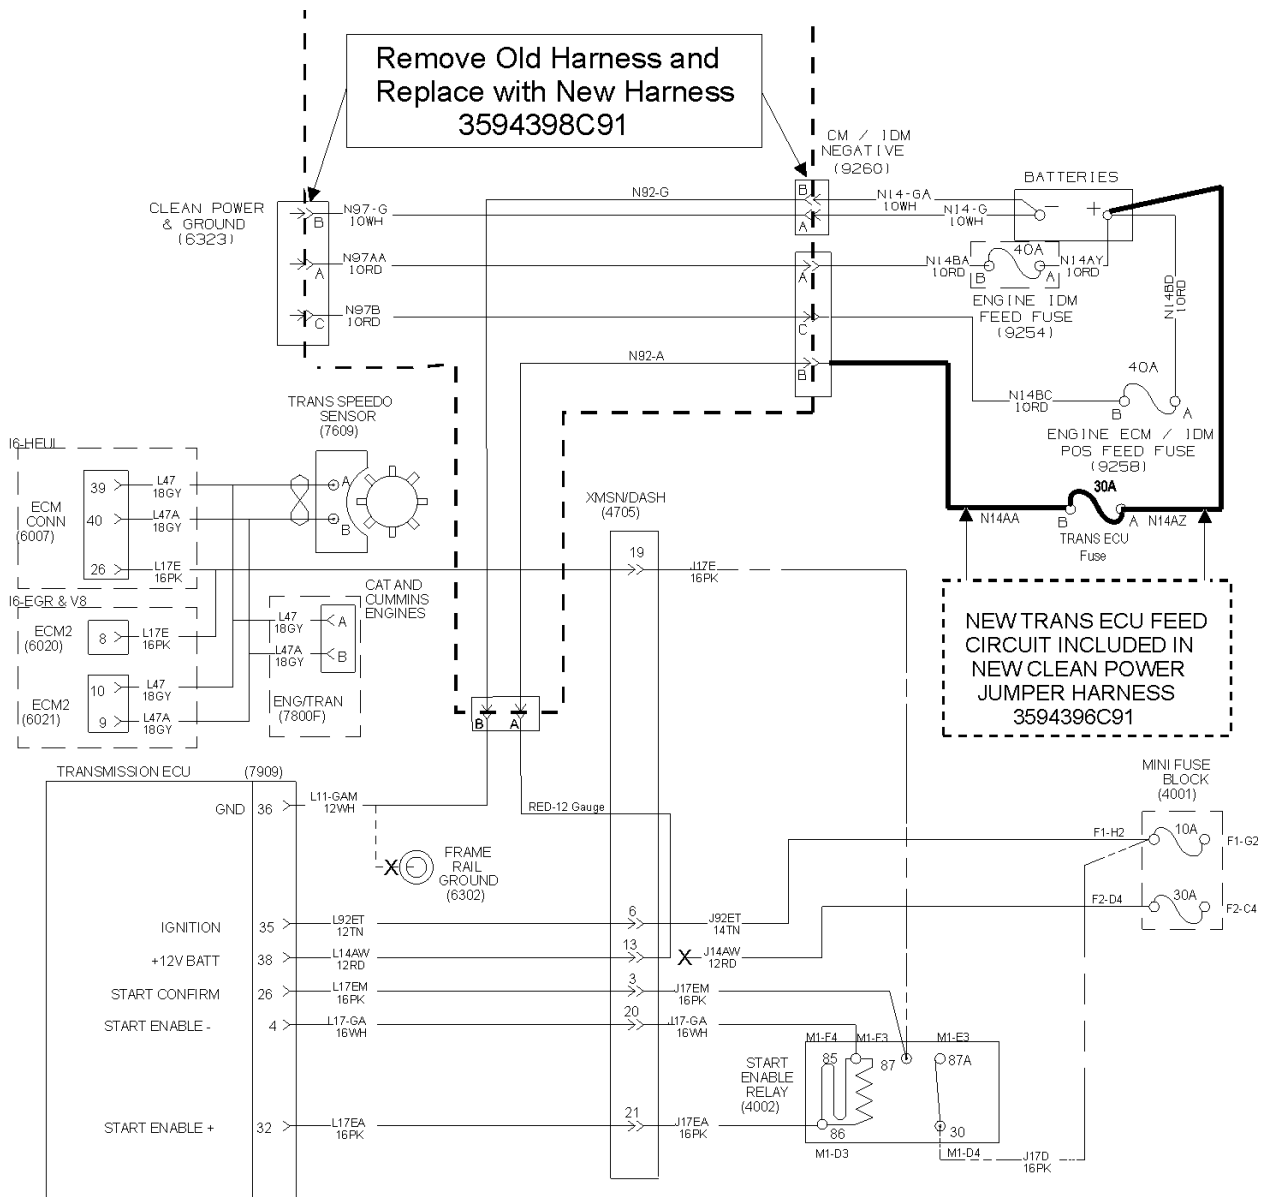 Remove Old Harness and
Replace with New Harness
3594398C91
CM / IDM
NEGATIVE
(9260)
BATTERIES
CLEAN POWER
& GROUND
(6323)
N97-G
10WH
B
N97AA
10RD
A
N97B
10RD
C
N92-G
B
A
N14-GA
10WH
N14-G
10WH
−
+
A
C
B
N14BA
10RD
B
40A
A
N14AY
10RD
ENGINE IDM
FEED FUSE
(9254)
N14BD
10RD
N92-A
40A
N14BC
10RD
B
A
ENGINE ECM / IDM
POS FEED FUSE
(9258)
30A
N14AA
B
A
N14AZ
TRANS ECU
Fuse
TRANS SPEEDO
SENSOR
(7609)
A
B
I6-HEUI
ECM
CONN
(6007)
39
L47
18GY
40
L47A
18GY
26
L17E
16PK
XMSN/DASH
(4705)
19
J17E
16PK
CAT AND
CUMMINS
ENGINES
I6-EGR & V8
ECM2
(6020)
8
L17E
16PK
L47
18GY
A
L47A
18GY
B
ECM2
(6021)
10
L47
18GY
9
L47A
18GY
ENG/TRAN
(7800F)
B
A
NEW TRANS ECU FEED
CIRCUIT INCLUDED IN
NEW CLEAN POWER
JUMPER HARNESS
3594396C91
TRANSMISSION ECU
(7909)
GND
36
L11-GAM
12WH
RED-12 Gauge
X
FRAME
RAIL
GROUND
(6302)
MINI FUSE
BLOCK
(4001)
F1-H2
10A
F1-G2
F2-D4
30A
F2-C4
IGNITION
35
L92ET
12TN
6
J92ET
14TN
+12V BATT
38
L14AW
12RD
13
X
J14AW
12RD
START CONFIRM
26
L17EM
16PK
3
J17EM
16PK
START ENABLE -
4
L17-GA
16WH
20
J17-GA
16WH
START ENABLE +
32
L17EA
16PK
21
J17EA
16PK
START
ENABLE
RELAY
(4002)
M1-F4
M1-F3
M1-E3
85
87
87A
86
30
M1-D3
M1-D4
J17D
16PK